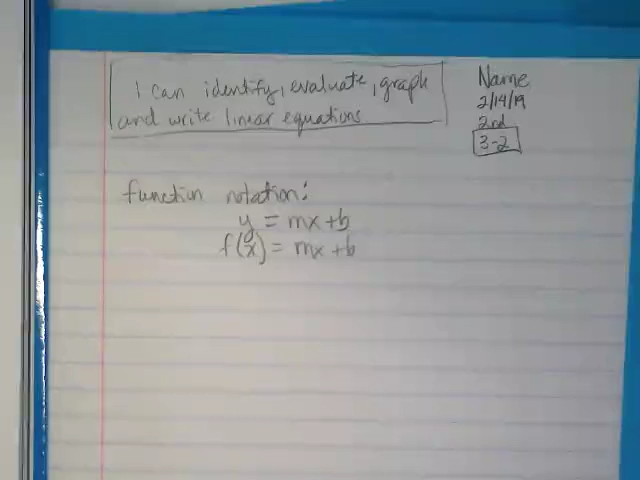 I can identify, evaluate, graph
and write linear equations
Name
2/14/19
2nd
3-2
function notation:
y = mx + b
f(x) = mx + b